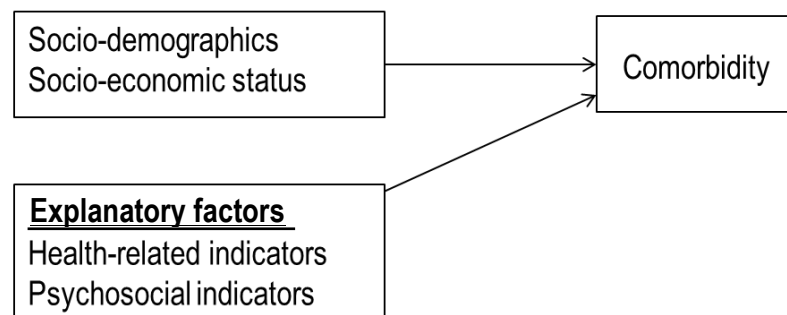 Socio-demographics
Socio-economic status
Comorbidity
Explanatory factors
Health-related indicators
Psychosocial indicators